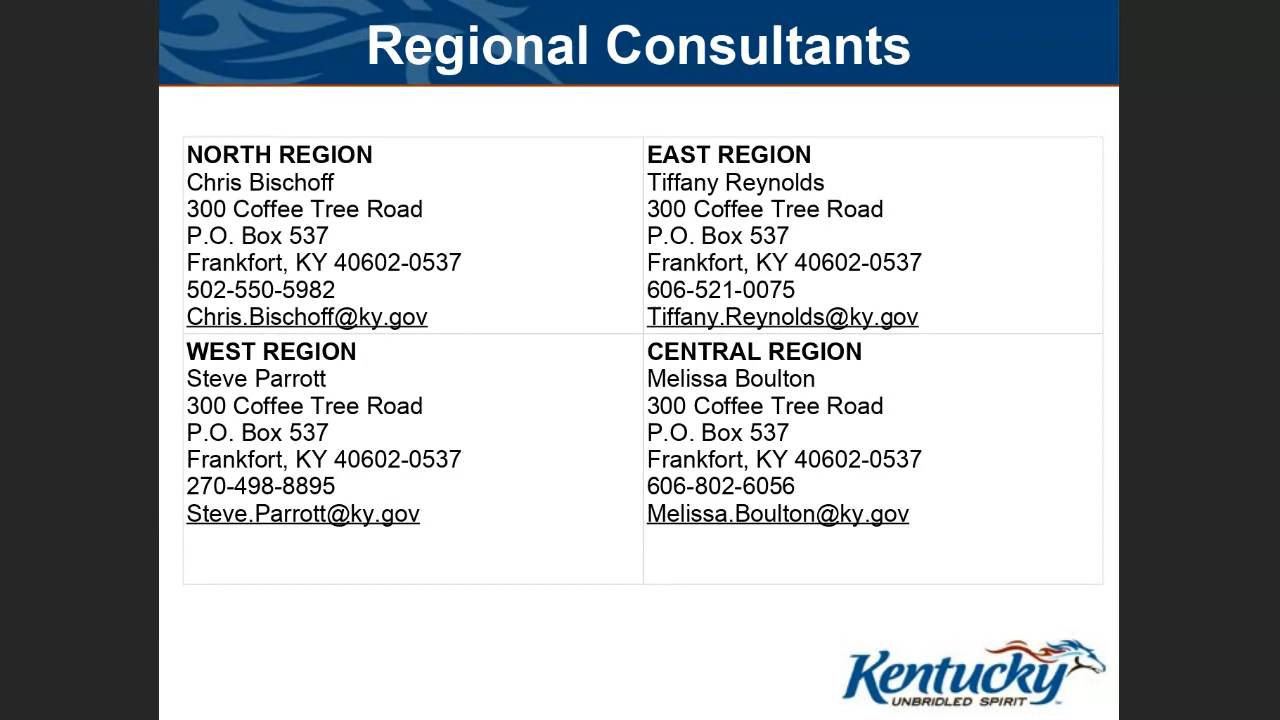 Regional Consultants
NORTH REGION
Chris Bischoff
300 Coffee Tree Road
P.O. Box 537
Frankfort, KY 40602-0537
502-550-5982
Chris.Bischoff@ky.gov
EAST REGION
Tiffany Reynolds
300 Coffee Tree Road
P.O. Box 537
Frankfort, KY 40602-0537
606-521-0075
Tiffany.Reynolds@ky.gov
WEST REGION
Steve Parrott
300 Coffee Tree Road
P.O. Box 537
Frankfort, KY 40602-0537
270-498-8895
Steve.Parrott@ky.gov
CENTRAL REGION
Melissa Boulton
300 Coffee Tree Road
P.O. Box 537
Frankfort, KY 40602-0537
606-802-6056
Melissa.Boulton@ky.gov
Kentucky
UNBRIDLED SPIRIT